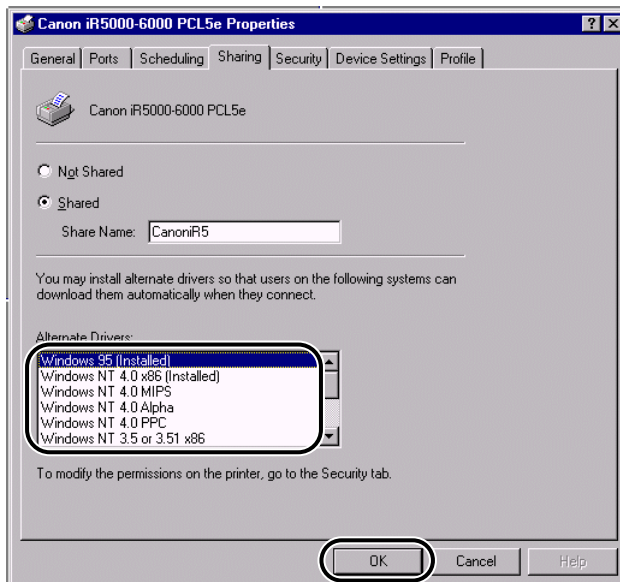 Canon iR5000-6000 PCL5e Properties
General Ports Scheduling Sharing Security Device Settings Profile
Canon iR5000-6000 PCL5e
Not Shared
Shared
Share Name: CanoniR5
You may install alternate drivers so that users on the following systems can
download them automatically when they connect.
Alternate Drivers:
Windows 95 (Installed)
Windows NT 4.0 x86 (Installed)
Windows NT 4.0 MIPS
Windows NT 4.0 Alpha
Windows NT 4.0 PPC
Windows NT 3.5 or 3.51 x86
To modify the permissions on the printer, go to the Security tab.
OK Cancel Help